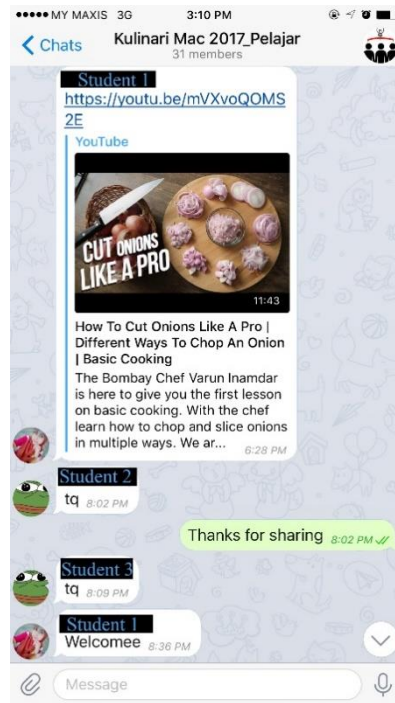 MY MAXIS 3G 3:10 PM
Chats
Kulinari Mac 2017_Pelajar
31 members
Student 1
https://youtu.be/mVXvoQOMS
2E
YouTube
CUT ONIONS
LIKE A PRO
11:43
How To Cut Onions Like A Pro |
Different Ways To Chop An Onion
| Basic Cooking
The Bombay Chef Varun Inamdar
is here to give you the first lesson
on basic cooking. With the chef
learn how to chop and slice onions
in multiple ways. We ar...
6:28 PM
Student 2
tq 8:02 PM
Thanks for sharing 8:02 PM
Student 3
tq 8:09 PM
Student 1
Welcomee 8:36 PM
Message